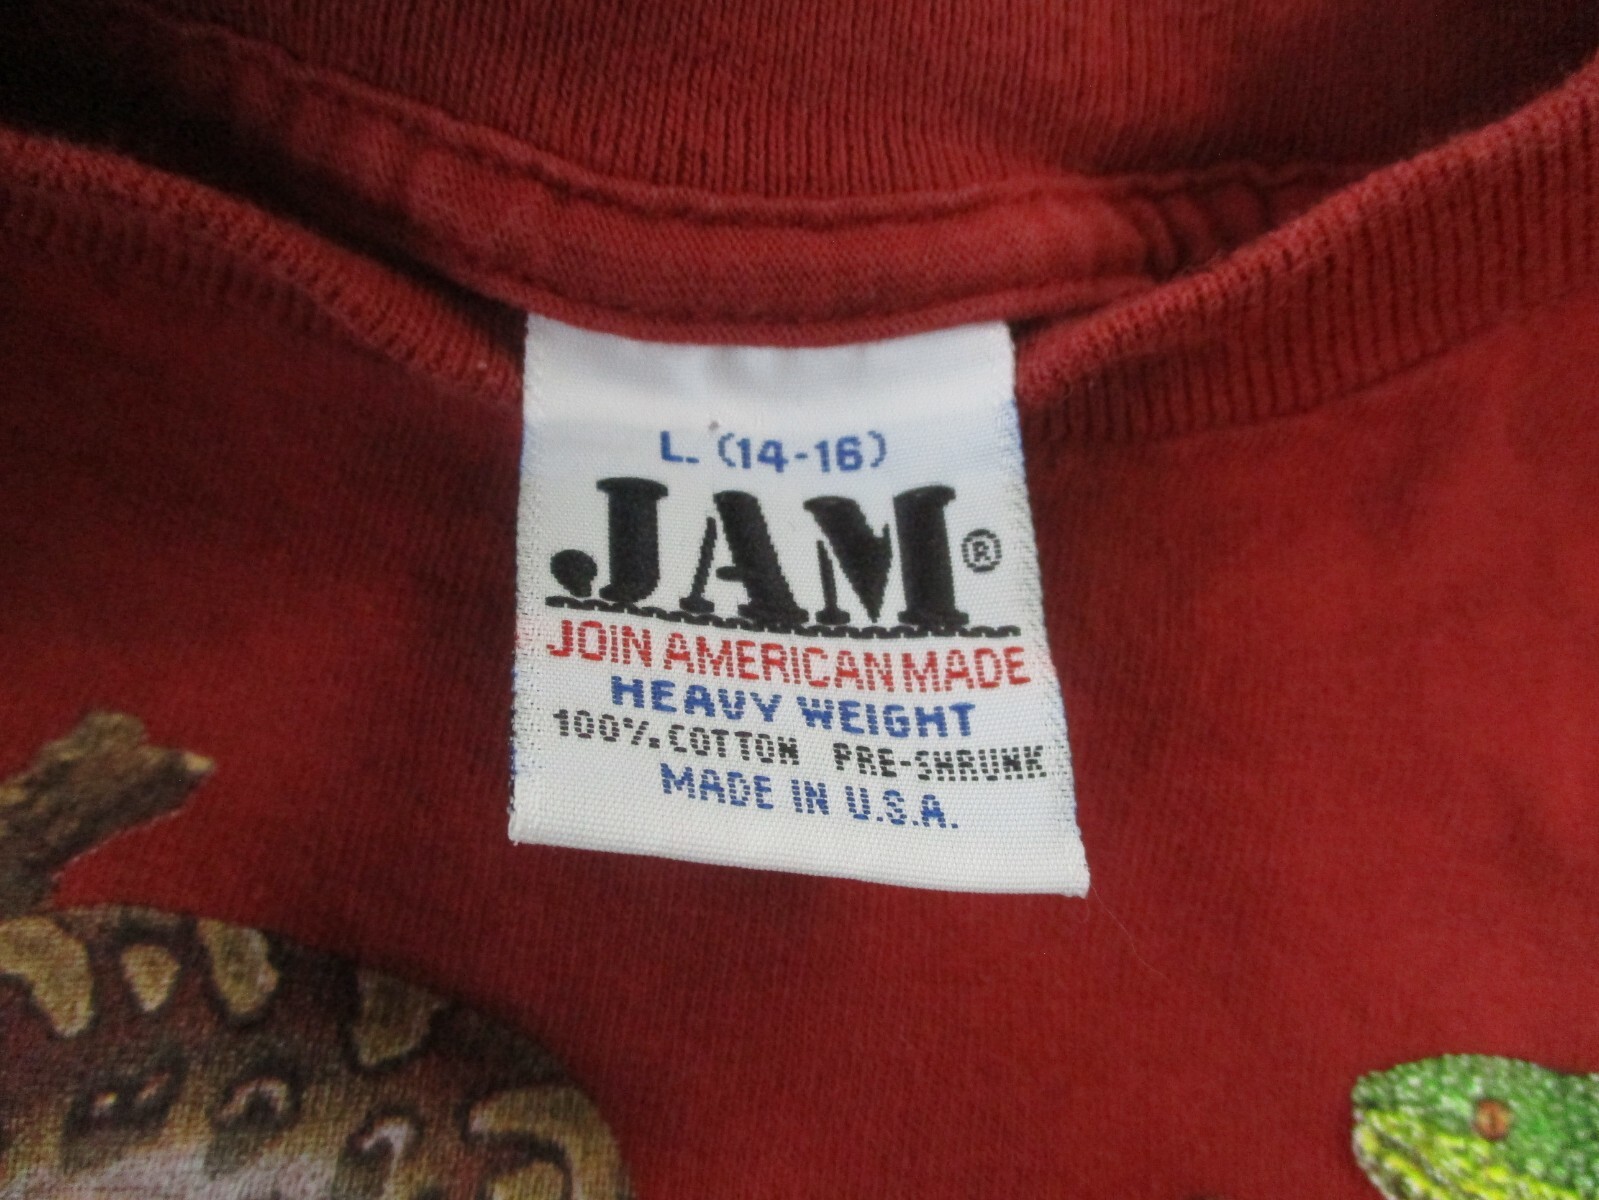 L. (14-16)
JAM®
JOIN AMERICAN MADE
HEAVY WEIGHT
100% COTTON PRE-SHRUNK
MADE IN U.S.A.